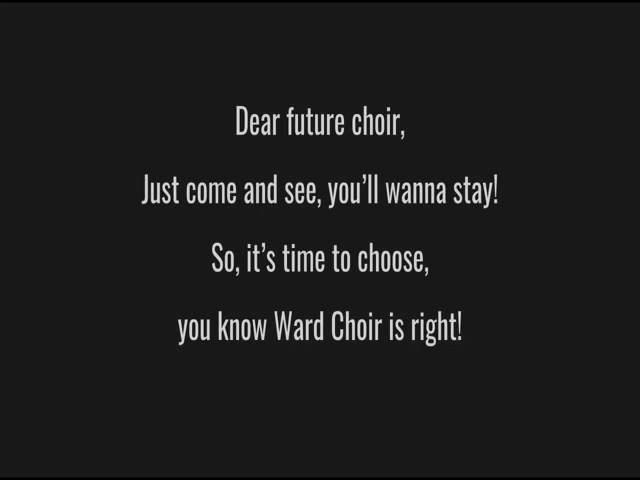 Dear future choir,
Just come and see, you’ll wanna stay!
So, it’s time to choose,
you know Ward Choir is right!